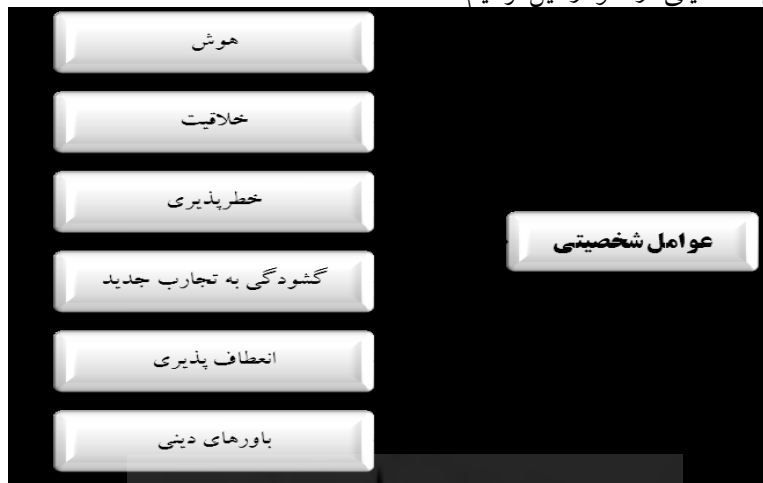 هوش
خلاقیت
خطرپذیری
عوامل شخصیتی
گشودگی به تجارب جدید
انعطاف پذیری
باورهای دینی